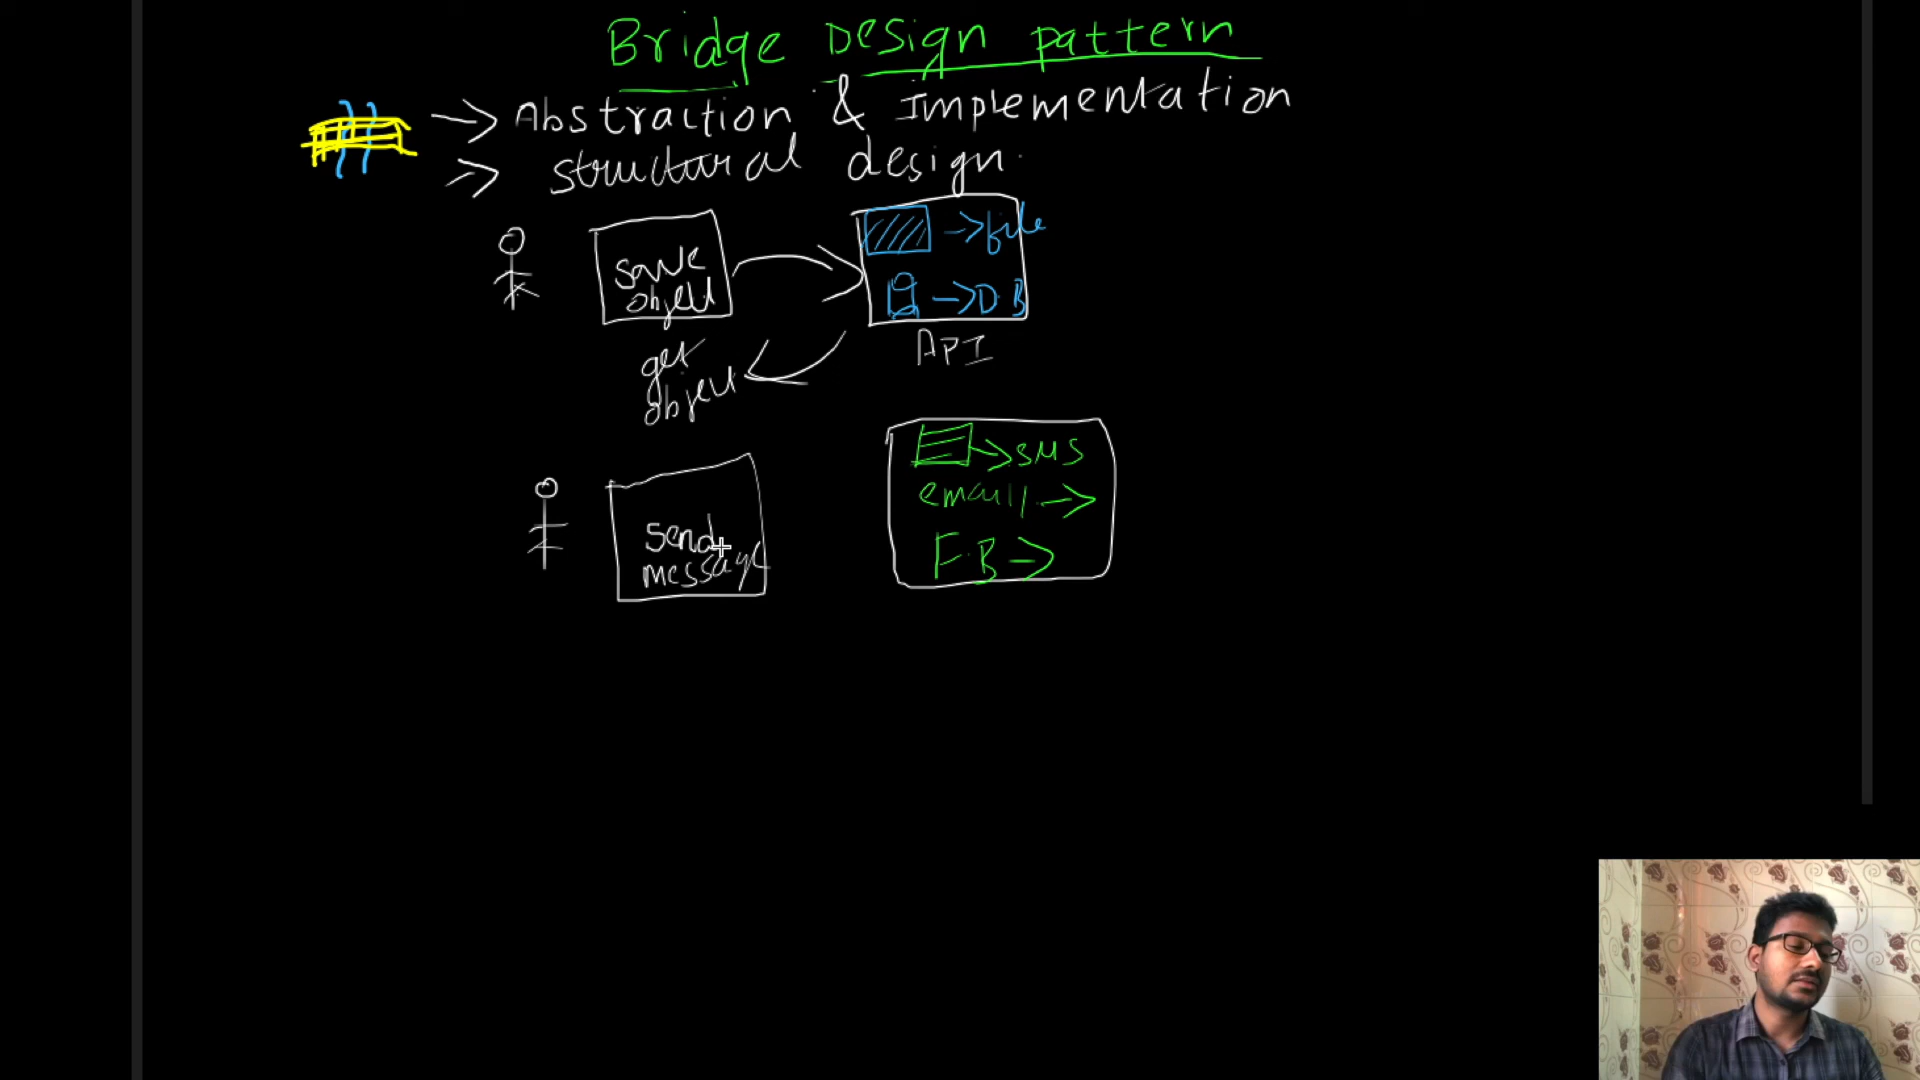 Bridge Design pattern
-> Abstraction & Implementation
-> structural design
save
object
-> file
-> DB
API
get
object
-> SMS
email ->
F.B ->
send
message